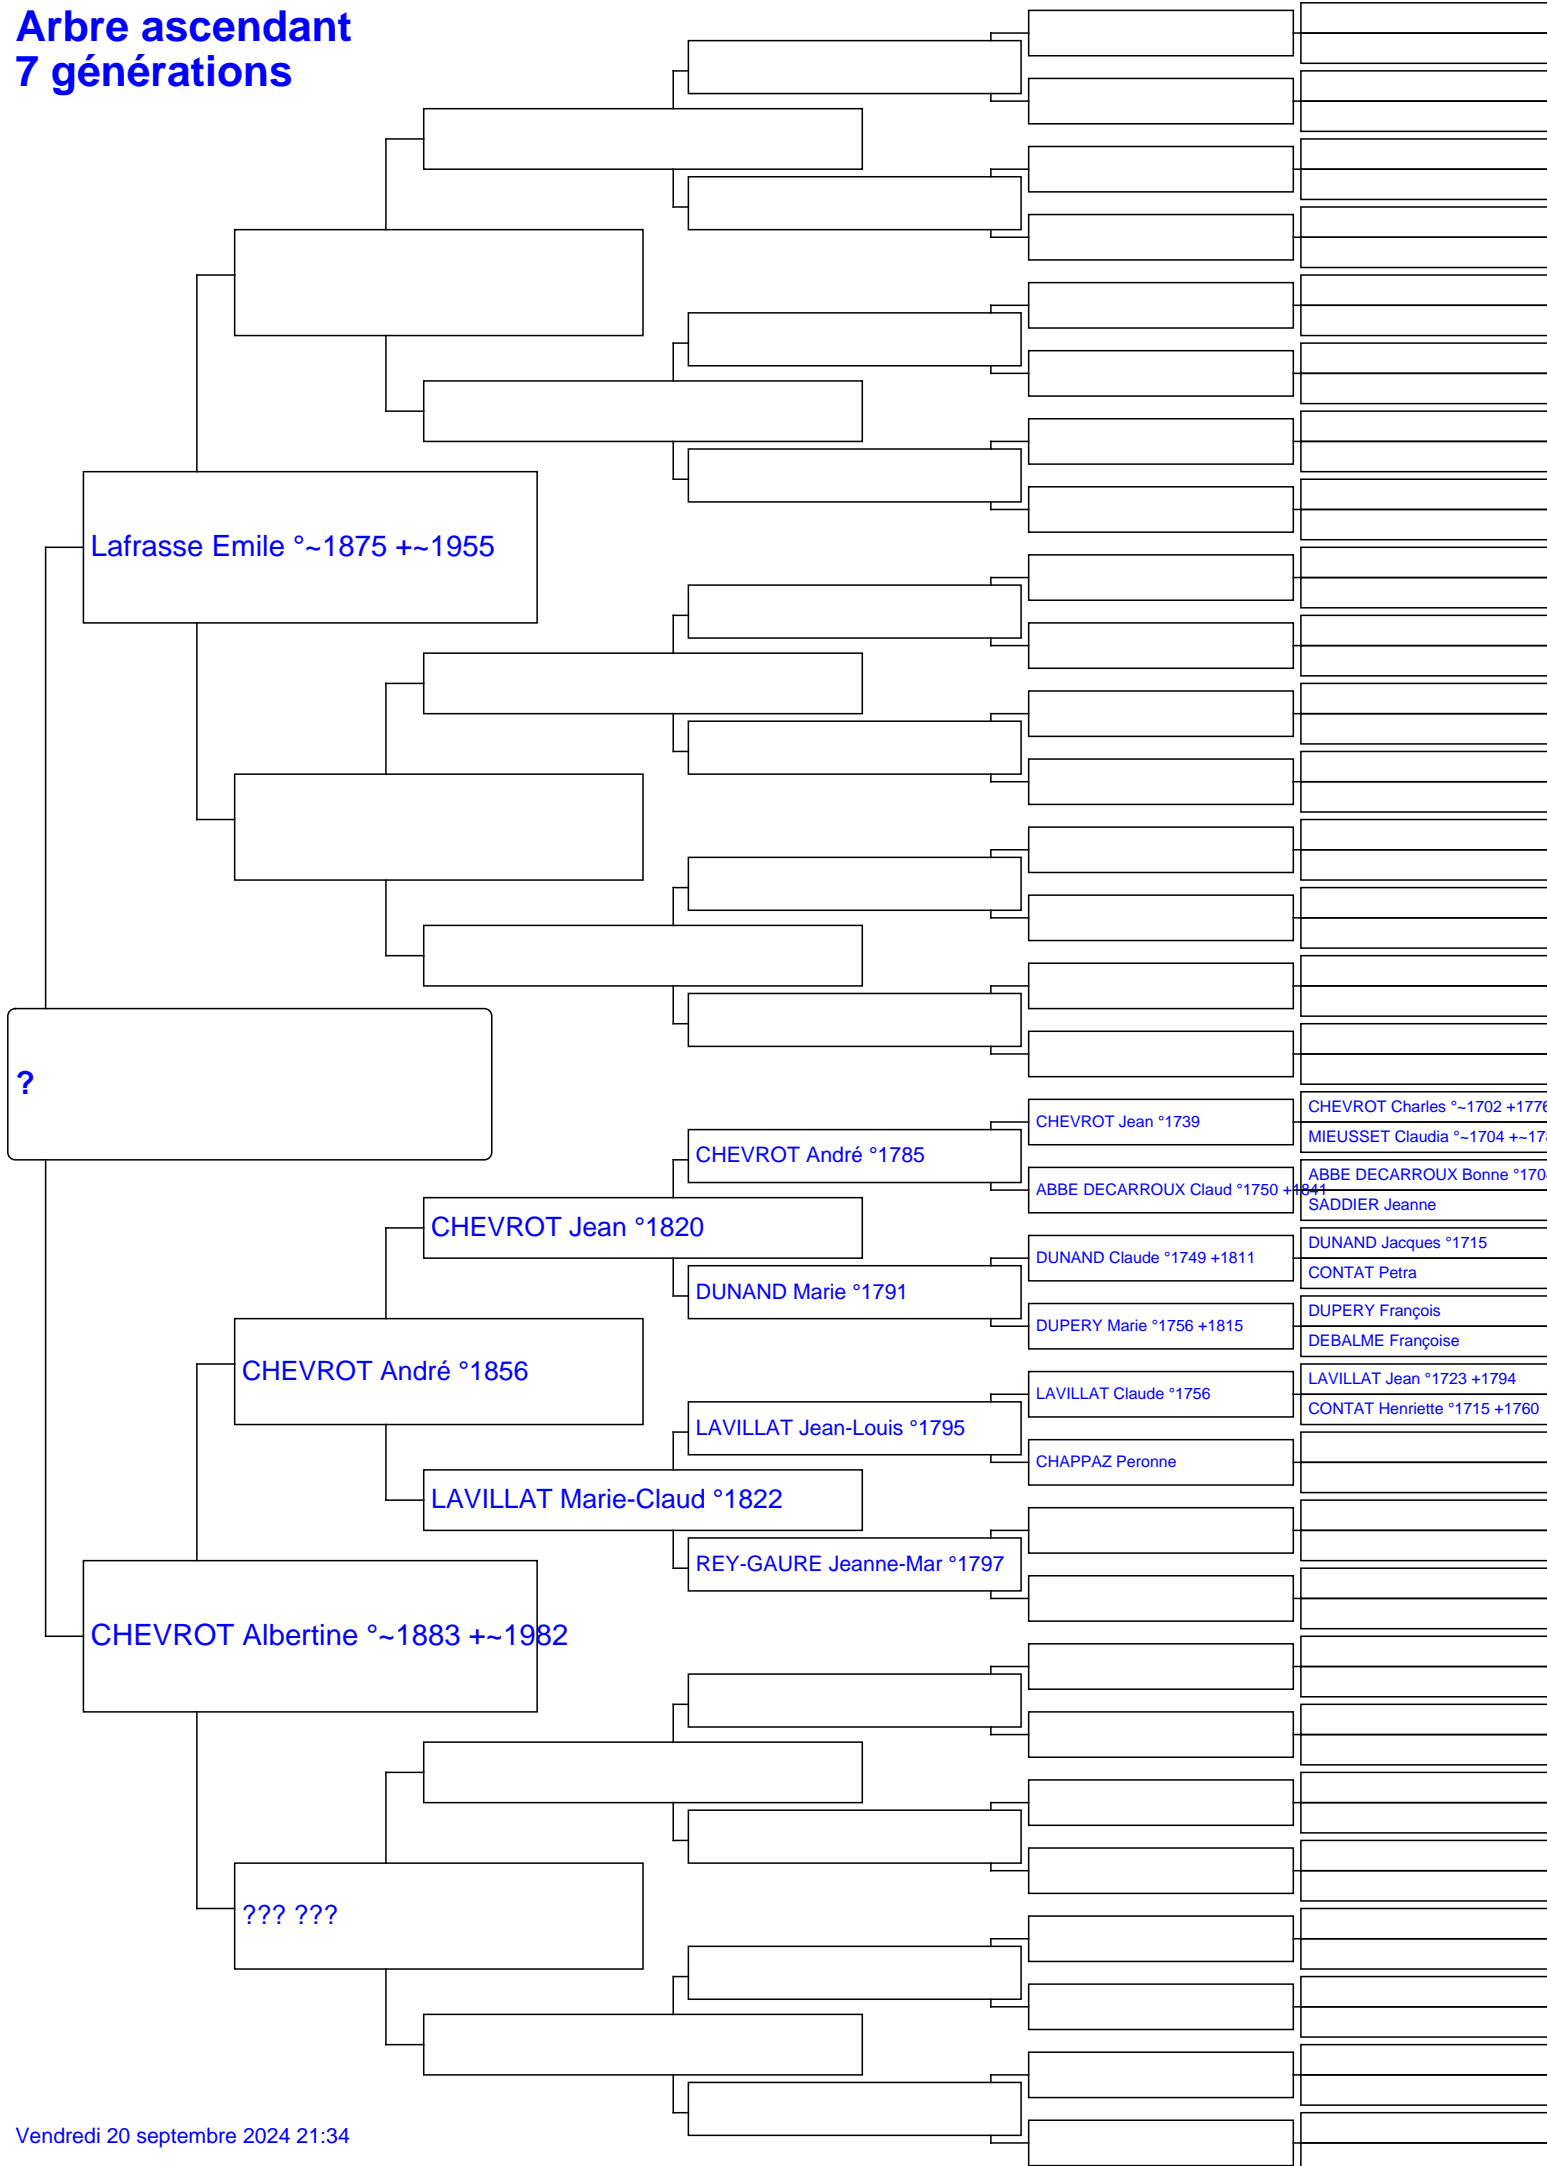 Arbre ascendant
7 générations
Lafrasse Emile °~1875 +~1955
?
CHEVROT Charles °~1702 +1776
CHEVROT Jean °1739
MIEUSSET Claudia °~1704 +~178
CHEVROT André °1785
ABBE DECARROUX Bonne °170
ABBE DECARROUX Claud °1750 +1841
SADDIER Jeanne
CHEVROT Jean °1820
DUNAND Jacques °1715
DUNAND Claude °1749 +1811
CONTAT Petra
DUNAND Marie °1791
DUPERY François
DUPERY Marie °1756 +1815
DEBALME Françoise
CHEVROT André °1856
LAVILLAT Jean °1723 +1794
LAVILLAT Claude °1756
CONTAT Henriette °1715 +1760
LAVILLAT Jean-Louis °1795
CHAPPAZ Peronne
LAVILLAT Marie-Claud °1822
REY-GAURE Jeanne-Mar °1797
CHEVROT Albertine °~1883 +~1982
??? ???
Vendredi 20 septembre 2024 21:34